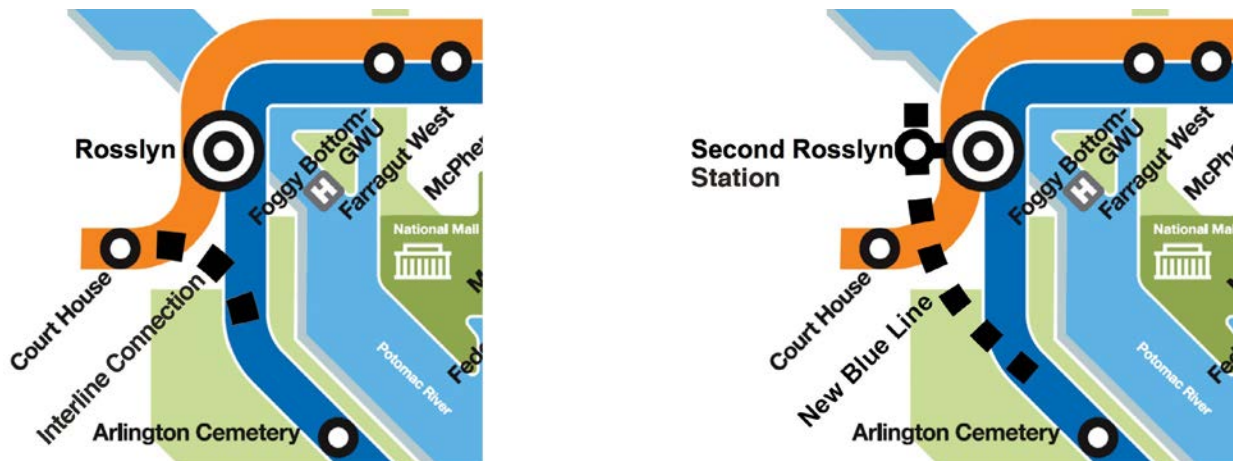 Rosslyn
Foggy Bottom-
GWU
Farragut West
H
National Mall
Court House
Interline Connection
Potomac River
Arlington Cemetery
Second Rosslyn
Station
Foggy Bottom-
GWU
Farragut West
H
National Mall
Court House
New Blue Line
Potomac River
Arlington Cemetery